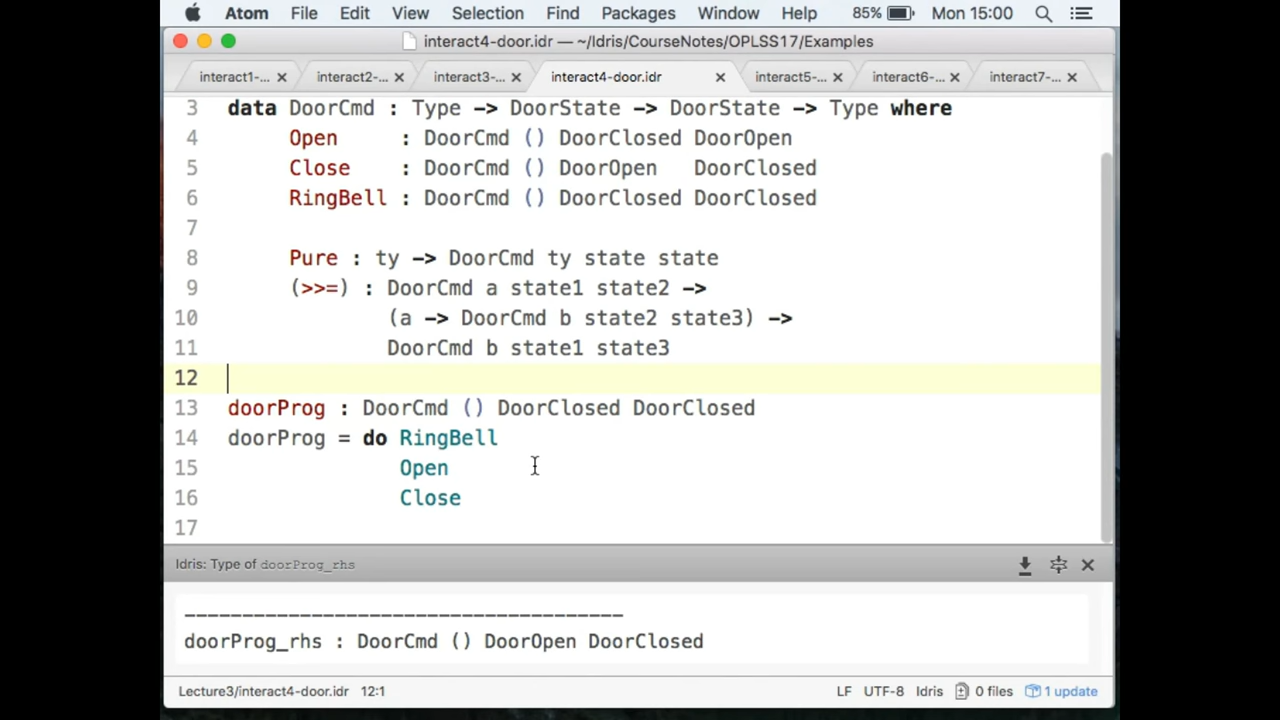 Atom File Edit View Selection Find Packages Window Help 85% Mon 15:00
interact4-door.idr — ~/Idris/CourseNotes/OPLSS17/Examples
interact1-... interact2-... interact3-... interact4-door.idr interact5-... interact6-... interact7-...
3 data DoorCmd : Type -> DoorState -> DoorState -> Type where
4 Open : DoorCmd () DoorClosed DoorOpen
5 Close : DoorCmd () DoorOpen DoorClosed
6 RingBell : DoorCmd () DoorClosed DoorClosed
7
8 Pure : ty -> DoorCmd ty state state
9 (>>=) : DoorCmd a state1 state2 ->
10 (a -> DoorCmd b state2 state3) ->
11 DoorCmd b state1 state3
12
13 doorProg : DoorCmd () DoorClosed DoorClosed
14 doorProg = do RingBell
15 Open
16 Close
17
Idris: Type of doorProg_rhs
------------------------------------
doorProg_rhs : DoorCmd () DoorOpen DoorClosed
Lecture3/interact4-door.idr 12:1 LF UTF-8 Idris 0 files 1 update